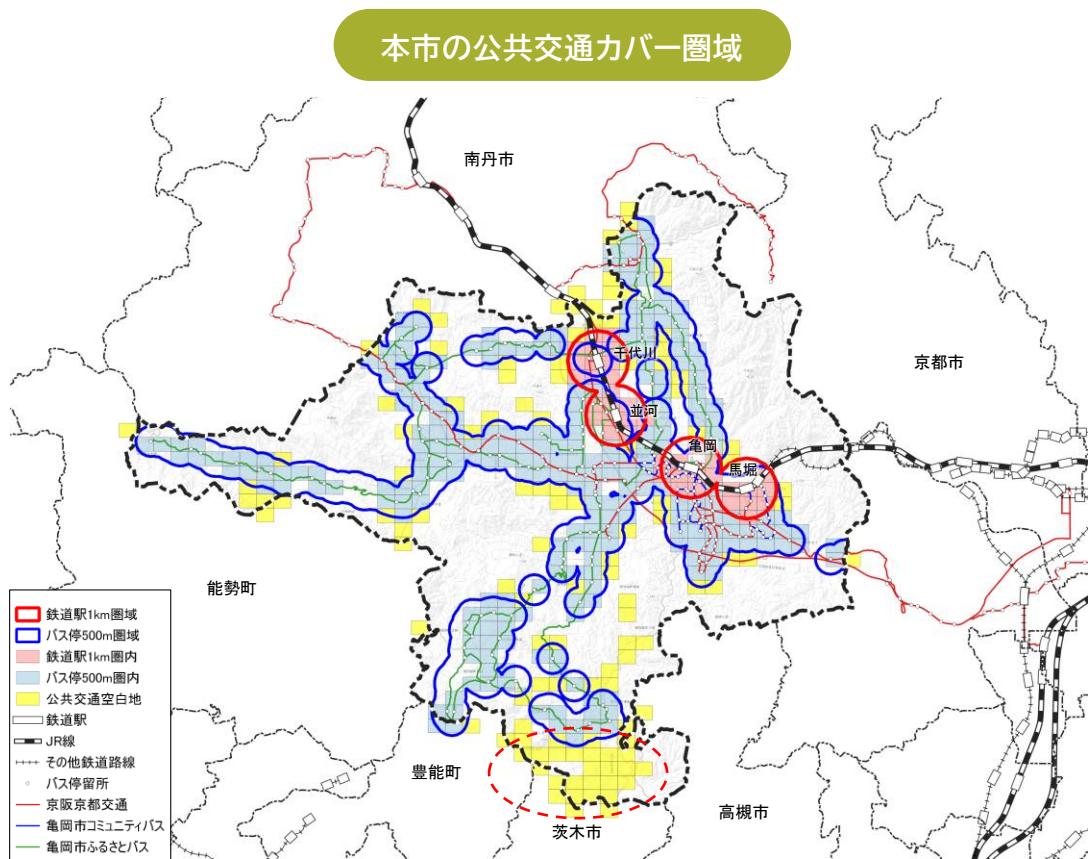 本市の公共交通カバー圏域
南丹市
千代川
京都市
並河
亀岡
馬堀
能勢町
豊能町
高槻市
茨木市
鉄道駅1km圏域
バス停500m圏域
鉄道駅1km圏内
バス停500m圏内
公共交通空白地
鉄道駅
JR線
その他鉄道路線
バス停留所
京阪京都交通
亀岡市コミュニティバス
亀岡市ふるさとバス